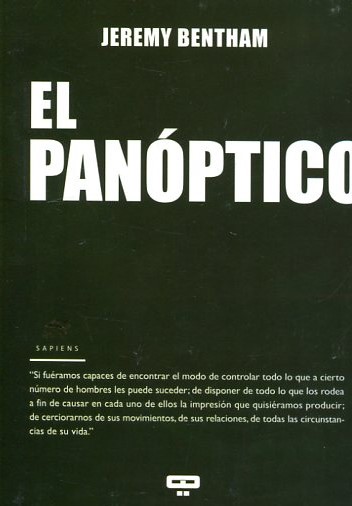 JEREMY BENTHAM
EL
PANÓPTICO
SAPIENS
“Si fuéramos capaces de encontrar el modo de controlar todo lo que a cierto
número de hombres les puede suceder; de disponer de todo lo que los rodea
a fin de causar en cada uno de ellos la impresión que quisiéramos producir;
de cerciorarnos de sus movimientos, de sus relaciones, de todas las circunstan-
cias de su vida.”